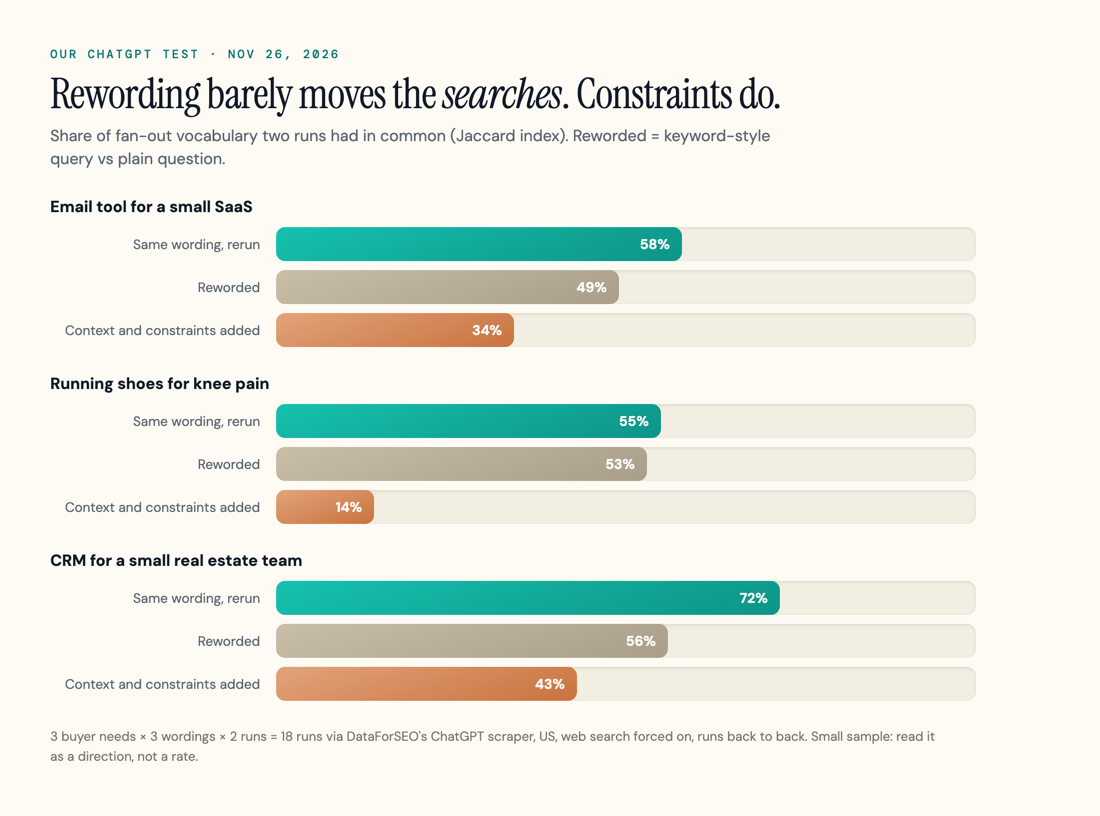 OUR CHATGPT TEST · NOV 26, 2026
Rewording barely moves the searches. Constraints do.
Share of fan-out vocabulary two runs had in common (Jaccard index). Reworded = keyword-style
query vs plain question.
Email tool for a small SaaS
Same wording, rerun 58%
Reworded 49%
Context and constraints added 34%
Running shoes for knee pain
Same wording, rerun 55%
Reworded 53%
Context and constraints added 14%
CRM for a small real estate team
Same wording, rerun 72%
Reworded 56%
Context and constraints added 43%
3 buyer needs × 3 wordings × 2 runs = 18 runs via DataForSEO's ChatGPT scraper, US, web search forced on, runs back to back. Small sample: read it
as a direction, not a rate.